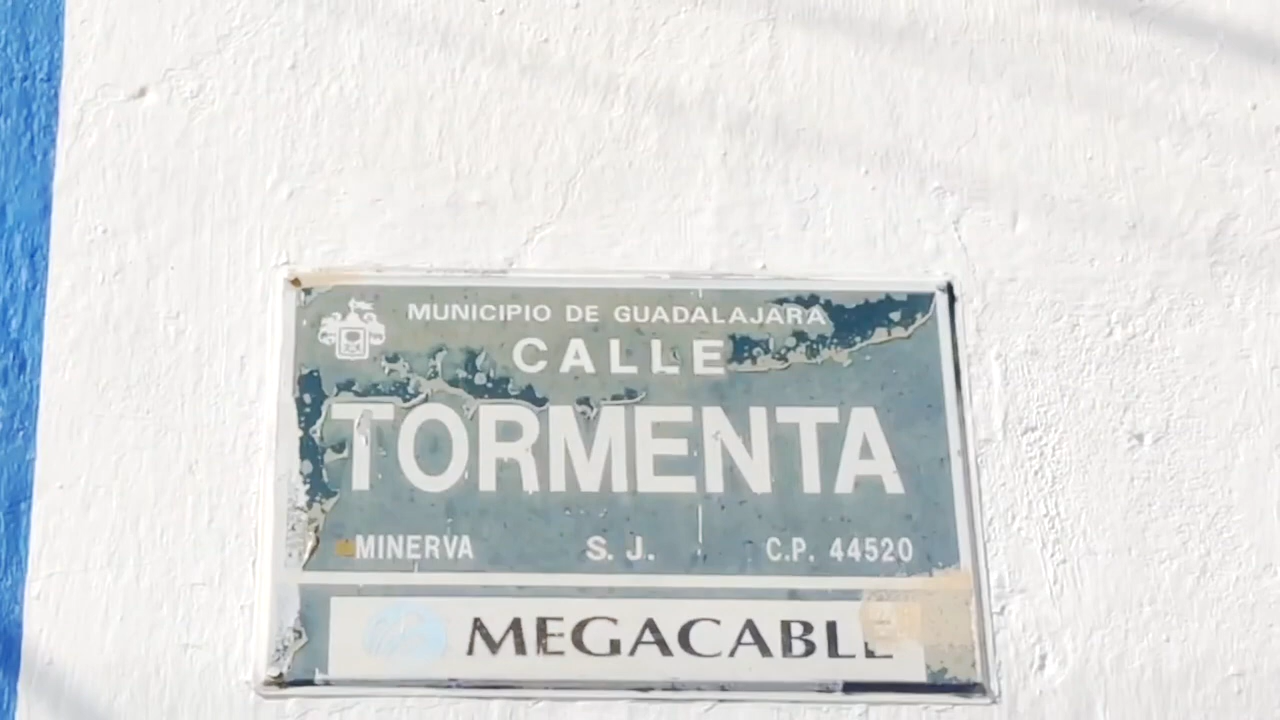 MUNICIPIO DE GUADALAJARA
CALLE
TORMENTA
MINERVA S. J. C.P. 44520
MEGACABLE